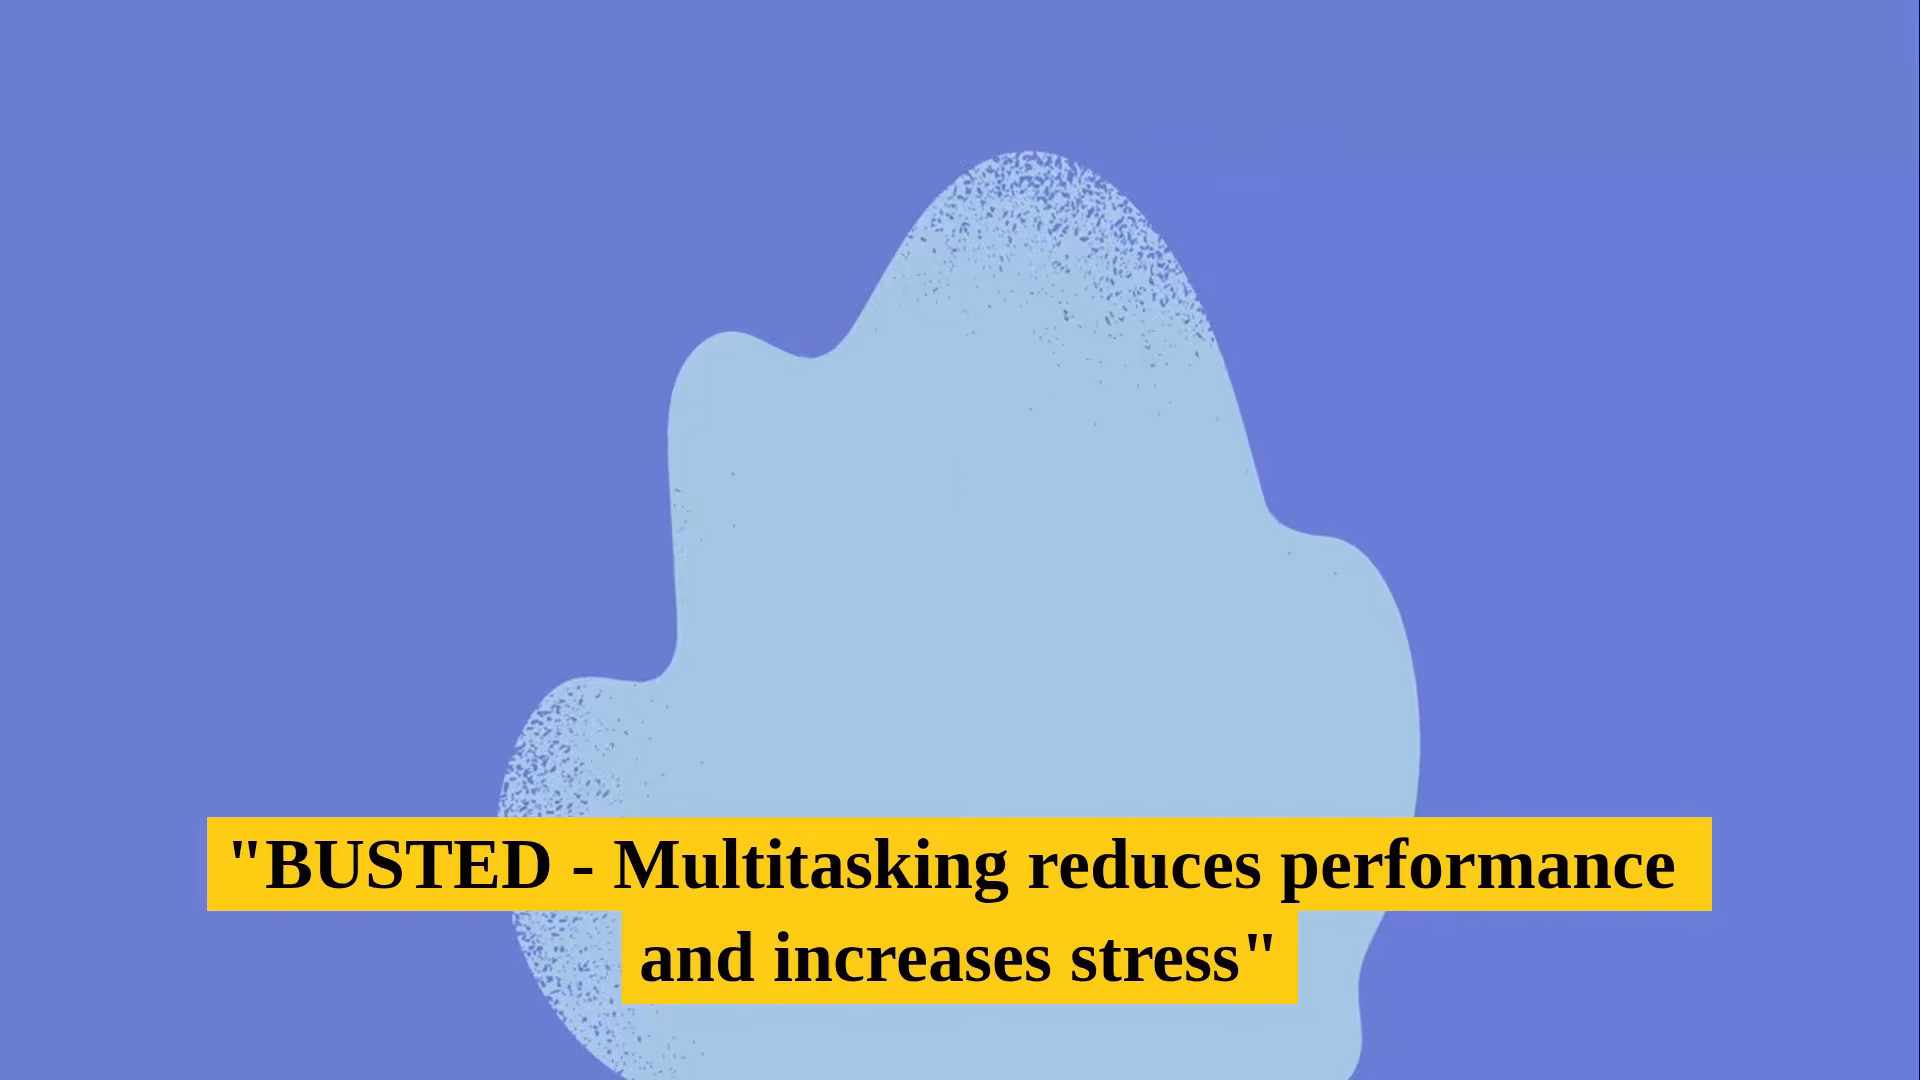 "BUSTED - Multitasking reduces performance
and increases stress"